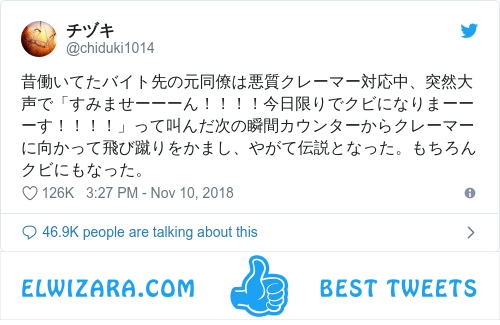 チヅキ
@chiduki1014
昔働いてたバイト先の元同僚は悪質クレーマー対応中、突然大
声で「すみませーーーん！！！！今日限りでクビになりまーー
ーす！！！！」って叫んだ次の瞬間カウンターからクレーマー
に向かって飛び蹴りをかまし、やがて伝説となった。もちろん
クビにもなった。
126K 3:27 PM - Nov 10, 2018
46.9K people are talking about this
ELWIZARA.COM BEST TWEETS